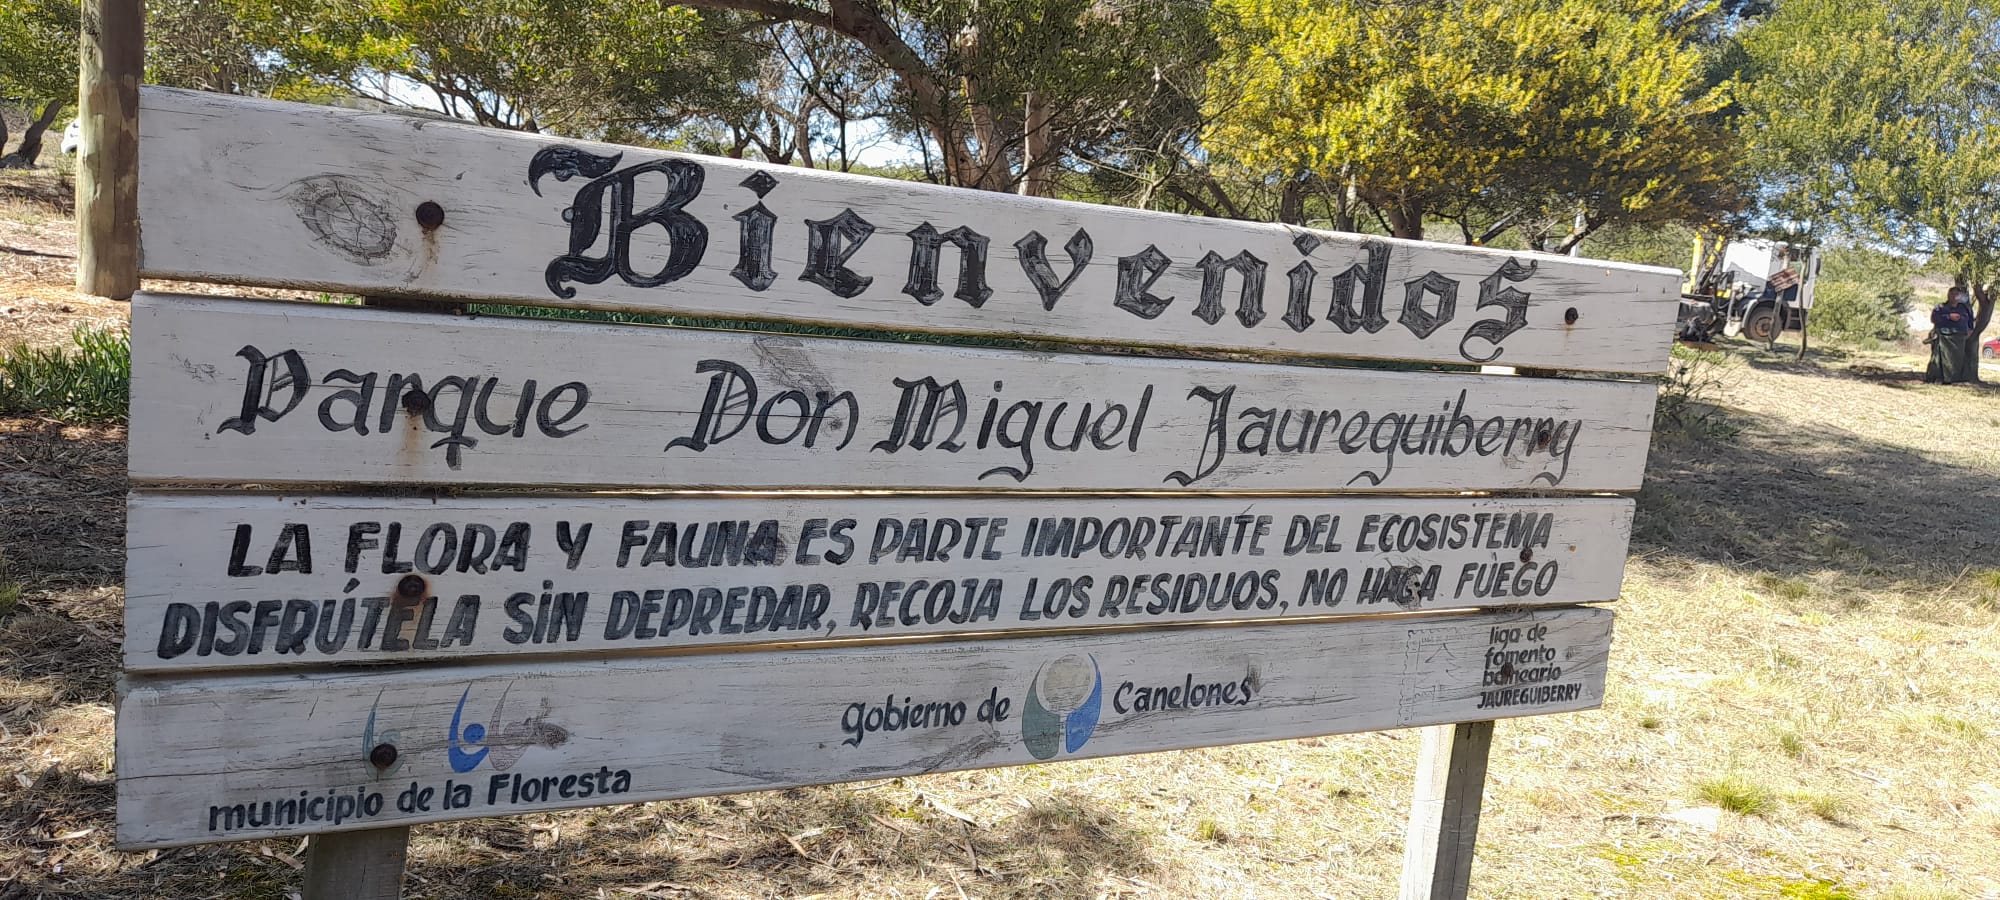 Bienvenidos
Parque Don Miguel Jaureguiberry
LA FLORA Y FAUNA ES PARTE IMPORTANTE DEL ECOSISTEMA
DISFRÚTELA SIN DEPREDAR, RECOJA LOS RESIDUOS, NO HAGA FUEGO
municipio de la Floresta
gobierno de Canelones
liga de
fomento
balneario
JAUREGUIBERRY